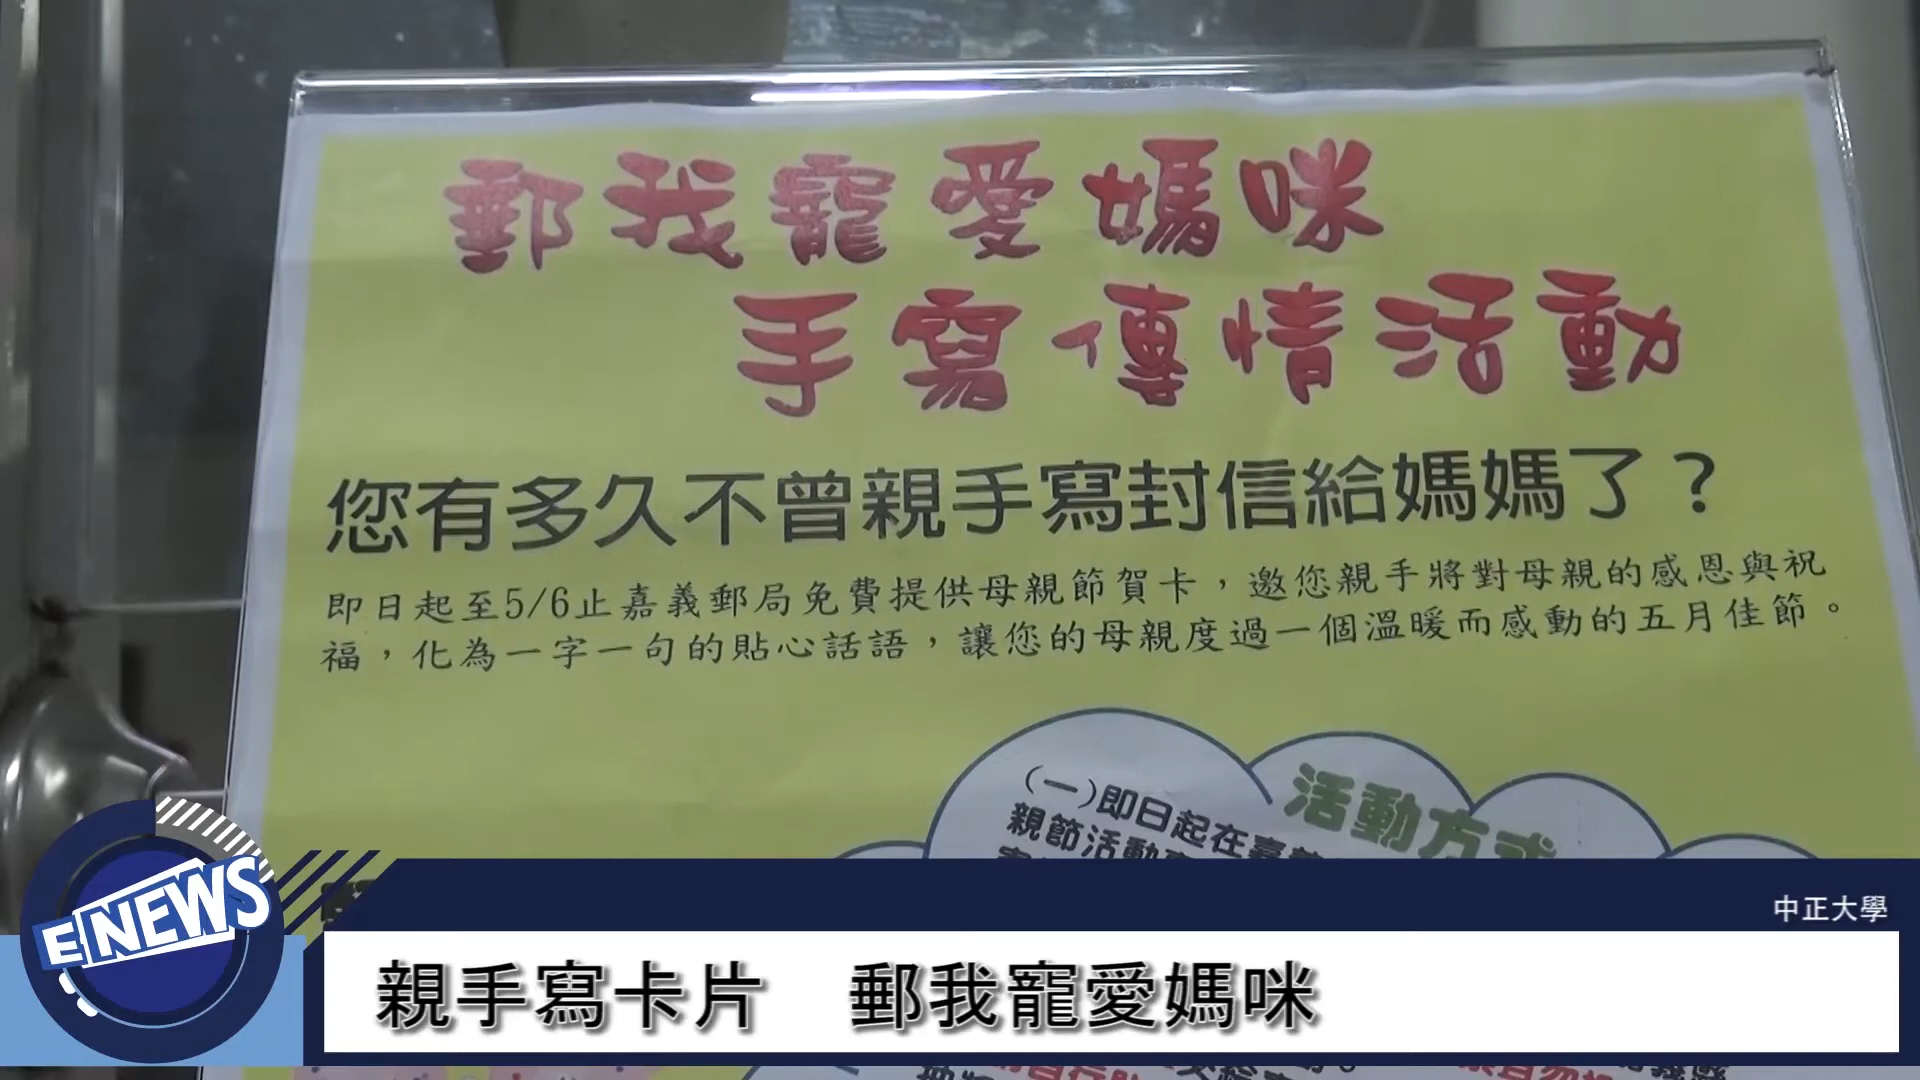 郵我寵愛媽咪
手寫傳情活動
您有多久不曾親手寫封信給媽媽了？
即日起至5/6止嘉義郵局免費提供母親節賀卡，邀您親手將對母親的感恩與祝
福，化為一字一句的貼心話語，讓您的母親度過一個溫暖而感動的五月佳節。
活動方式
(一)即日起在嘉義
親節活動
E-NEWS
中正大學
親手寫卡片 郵我寵愛媽咪